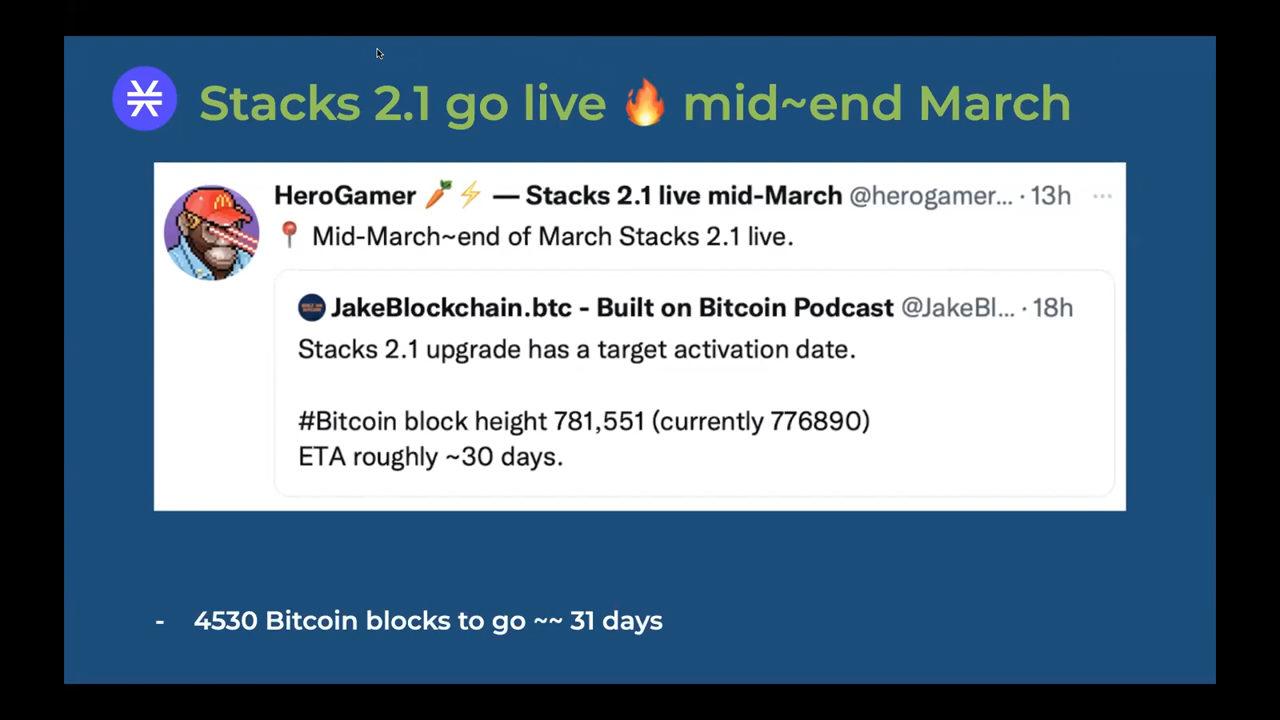 Stacks 2.1 go live 🔥 mid~end March
HeroGamer 🥕⚡ — Stacks 2.1 live mid-March @herogamer... · 13h ...
📍 Mid-March~end of March Stacks 2.1 live.
JakeBlockchain.btc - Built on Bitcoin Podcast @JakeBl... · 18h
Stacks 2.1 upgrade has a target activation date.
#Bitcoin block height 781,551 (currently 776890)
ETA roughly ~30 days.
- 4530 Bitcoin blocks to go ~~ 31 days